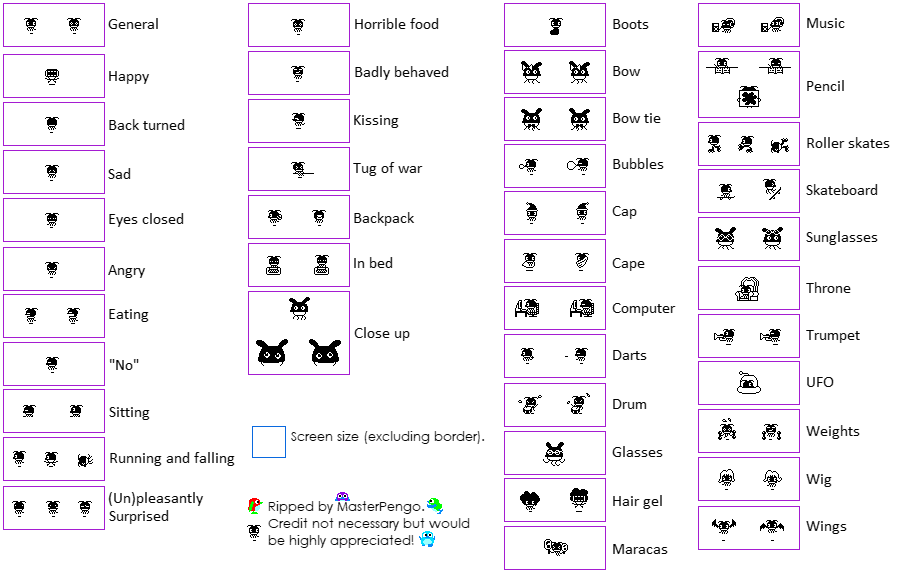 General
Happy
Back turned
Sad
Eyes closed
Angry
Eating
"No"
Sitting
Running and falling
(Un)pleasantly
Surprised
Horrible food
Badly behaved
Kissing
Tug of war
Backpack
In bed
Close up
Screen size (excluding border).
Ripped by MasterPengo.
Credit not necessary but would
be highly appreciated!
Boots
Bow
Bow tie
Bubbles
Cap
Cape
Computer
Darts
Drum
Glasses
Hair gel
Maracas
Music
Pencil
Roller skates
Skateboard
Sunglasses
Throne
Trumpet
UFO
Weights
Wig
Wings